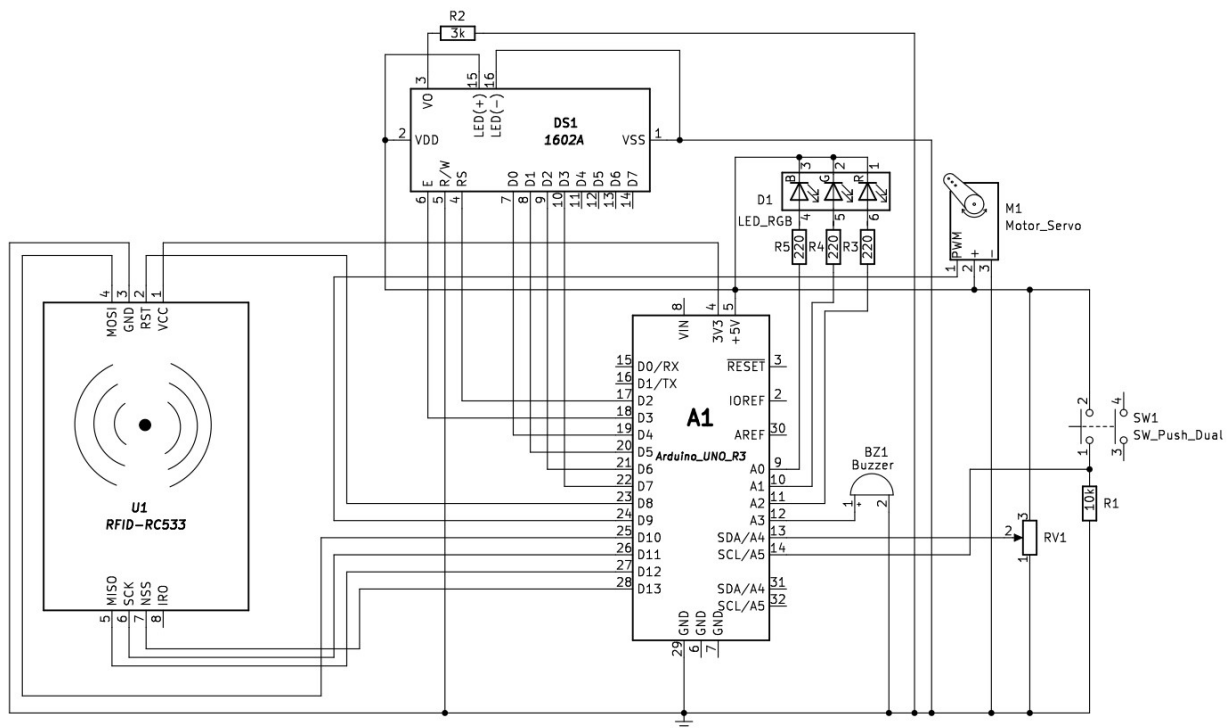 R2
3k
3
VO
15
LED(+)
16
LED(-)
DS1
1602A
2
VDD
VSS
1
E
R/W
RS
D0
D1
D2
D3
D4
D5
D6
D7
6
5
4
7
8
9
10
11
12
13
14
B
3
G
2
R
1
D1
LED_RGB
4
5
6
R5
220
R4
220
R3
220
M1
Motor_Servo
PWM
+
-
1
2
3
4
3
2
1
MOSI
GND
RST
VCC
U1
RFID-RC533
MISO
SCK
NSS
IRO
5
6
7
8
8
VIN
4
3V3
5
+5V
15 D0/RX
16 D1/TX
17 D2
18 D3
19 D4
20 D5
21 D6
22 D7
23 D8
24 D9
25 D10
26 D11
27 D12
28 D13
A1
Arduino_UNO_R3
RESET 3
IOREF 2
AREF 30
A0 9
A1 10
A2 11
A3 12
SDA/A4 13
SCL/A5 14
SDA/A4 31
SCL/A5 32
GND
GND
GND
29
6
7
BZ1
Buzzer
1
+
2
2
4
SW1
SW_Push_Dual
1
3
10k
R1
3
2
RV1
1